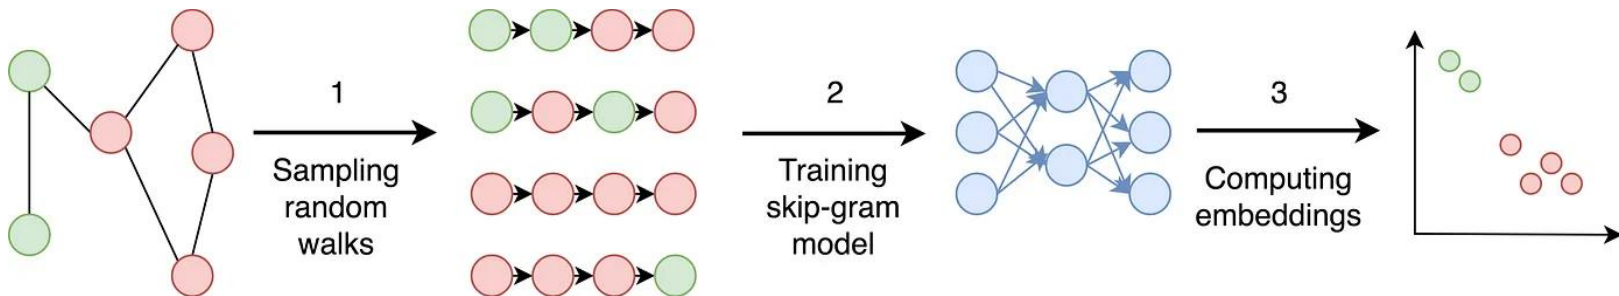 1
Sampling
random
walks
2
Training
skip-gram
model
3
Computing
embeddings